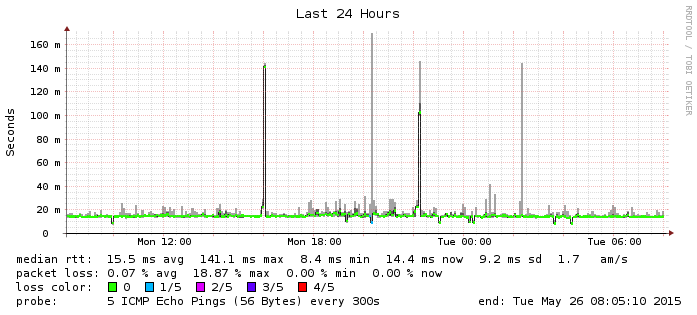 Last 24 Hours
RRDTOOL / TOBI OETIKER
Seconds
160 m
140 m
120 m
100 m
80 m
60 m
40 m
20 m
0
Mon 12:00 Mon 18:00 Tue 00:00 Tue 06:00
median rtt: 15.5 ms avg 141.1 ms max 8.4 ms min 14.4 ms now 9.2 ms sd 1.7 am/s
packet loss: 0.07 % avg 18.87 % max 0.00 % min 0.00 % now
loss color: 0 1/5 2/5 3/5 4/5
probe: 5 ICMP Echo Pings (56 Bytes) every 300s end: Tue May 26 08:05:10 2015